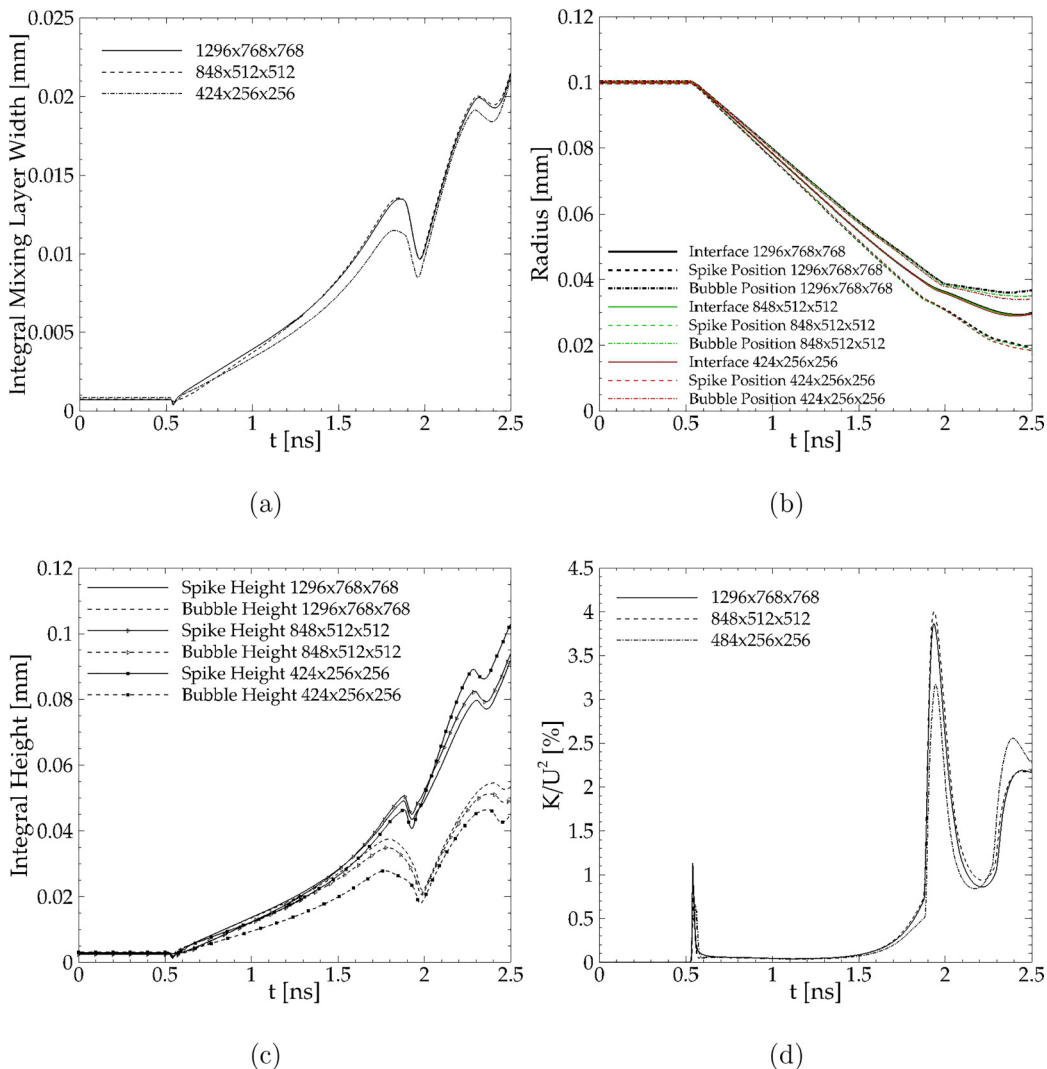 0.025
0.02
0.015
0.01
0.005
0
Integral Mixing Layer Width [mm]
1296x768x768
848x512x512
424x256x256
0 0.5 1 1.5 2 2.5
t [ns]
(a)
0.12
0.1
0.08
0.06
0.04
0.02
0
Radius [mm]
Interface 1296x768x768
Spike Position 1296x768x768
Bubble Position 1296x768x768
Interface 848x512x512
Spike Position 848x512x512
Bubble Position 848x512x512
Interface 424x256x256
Spike Position 424x256x256
Bubble Position 424x256x256
0 0.5 1 1.5 2 2.5
t [ns]
(b)
0.12
0.1
0.08
0.06
0.04
0.02
0
Integral Height [mm]
Spike Height 1296x768x768
Bubble Height 1296x768x768
Spike Height 848x512x512
Bubble Height 848x512x512
Spike Height 424x256x256
Bubble Height 424x256x256
0 0.5 1 1.5 2 2.5
t [ns]
(c)
4.5
4
3.5
3
2.5
2
1.5
1
0.5
0
K/U² [%]
1296x768x768
848x512x512
484x256x256
0 0.5 1 1.5 2 2.5
t [ns]
(d)